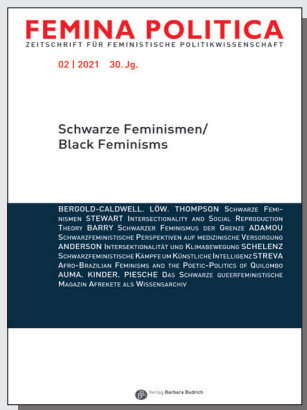 FEMINA POLITICA
ZEITSCHRIFT FÜR FEMINISTISCHE POLITIKWISSENSCHAFT
02 | 2021 30. Jg.
Schwarze Feminismen/
Black Feminisms
BERGOLD-CALDWELL. LÖW. THOMPSON SCHWARZE FEMI-
NISMEN STEWART INTERSECTIONALITY AND SOCIAL REPRODUCTION
THEORY BARRY SCHWARZER FEMINISMUS DER GRENZE ADAMOU
SCHWARZFEMINISTISCHE PERSPEKTIVEN AUF MEDIZINISCHE VERSORGUNG
ANDERSON INTERSEKTIONALITÄT UND KLIMABEWEGUNG SCHELENZ
SCHWARZFEMINISTISCHE KÄMPFE UM KÜNSTLICHE INTELLIGENZ STREVA
AFRO-BRAZILIAN FEMINISMS AND THE POETIC-POLITICS OF QUILOMBO
AUMA. KINDER. PIESCHE DAS SCHWARZE QUEERFEMINISTISCHE
MAGAZIN AFREKETE ALS WISSENSARCHIV
Verlag Barbara Budrich